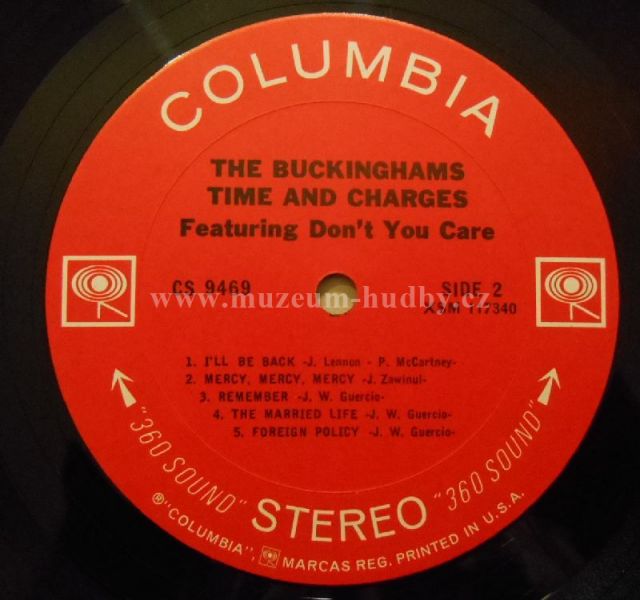 COLUMBIA
THE BUCKINGHAMS
TIME AND CHARGES
Featuring Don't You Care
CS 9469
SIDE 2
www.muzeum-hudby.cz
XSM 117340
1. I'LL BE BACK -J. Lennon - P. McCartney-
2. MERCY, MERCY, MERCY -J. Zawinul-
3. REMEMBER -J. W. Guercio-
4. THE MARRIED LIFE -J. W. Guercio-
5. FOREIGN POLICY -J. W. Guercio-
"360 SOUND" STEREO "360 SOUND"
®"COLUMBIA", MARCAS REG. PRINTED IN U.S.A.